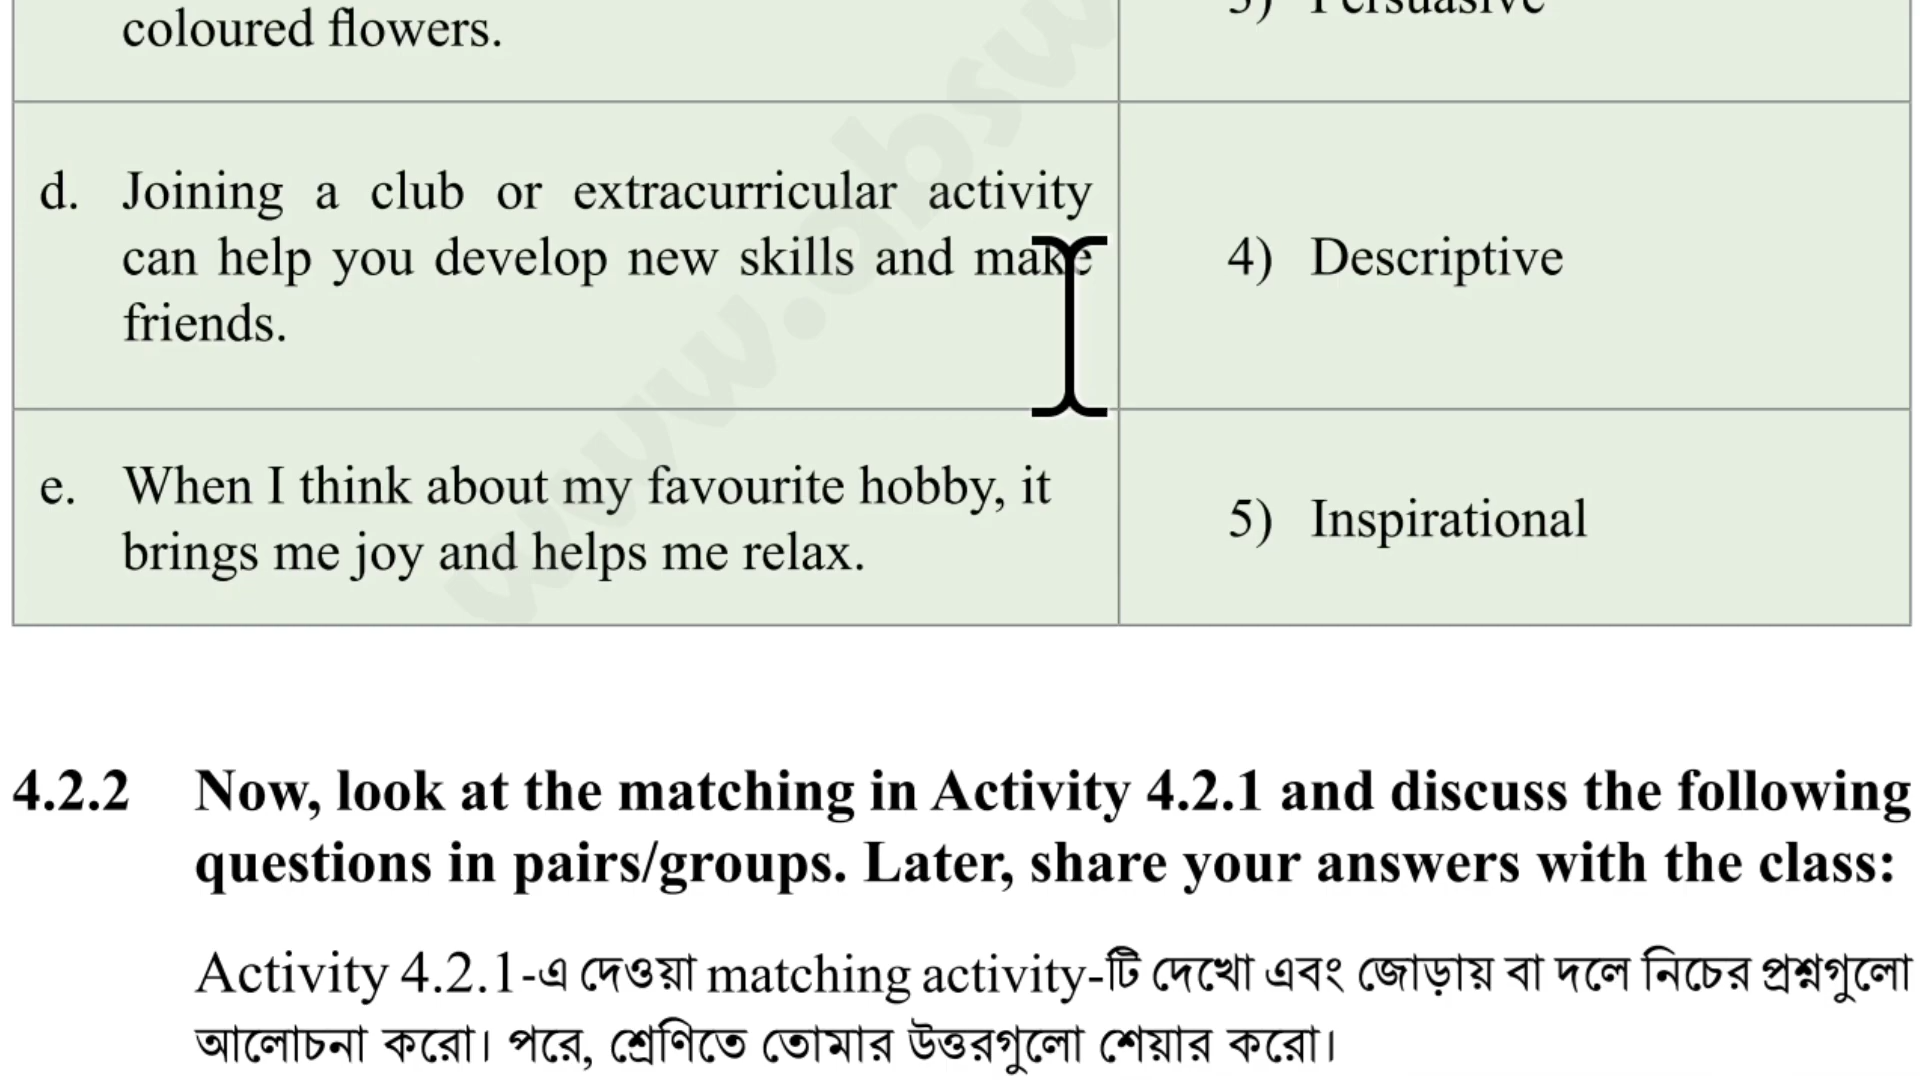 coloured flowers.
3) Persuasive
d. Joining a club or extracurricular activity
can help you develop new skills and make
friends.
4) Descriptive
e. When I think about my favourite hobby, it
brings me joy and helps me relax.
5) Inspirational
4.2.2 Now, look at the matching in Activity 4.2.1 and discuss the following
questions in pairs/groups. Later, share your answers with the class:
Activity 4.2.1-এ দেওয়া matching activity-টি দেখো এবং জোড়ায় বা দলে নিচের প্রশ্নগুলো
আলোচনা করো। পরে, শ্রেণিতে তোমার উত্তরগুলো শেয়ার করো।